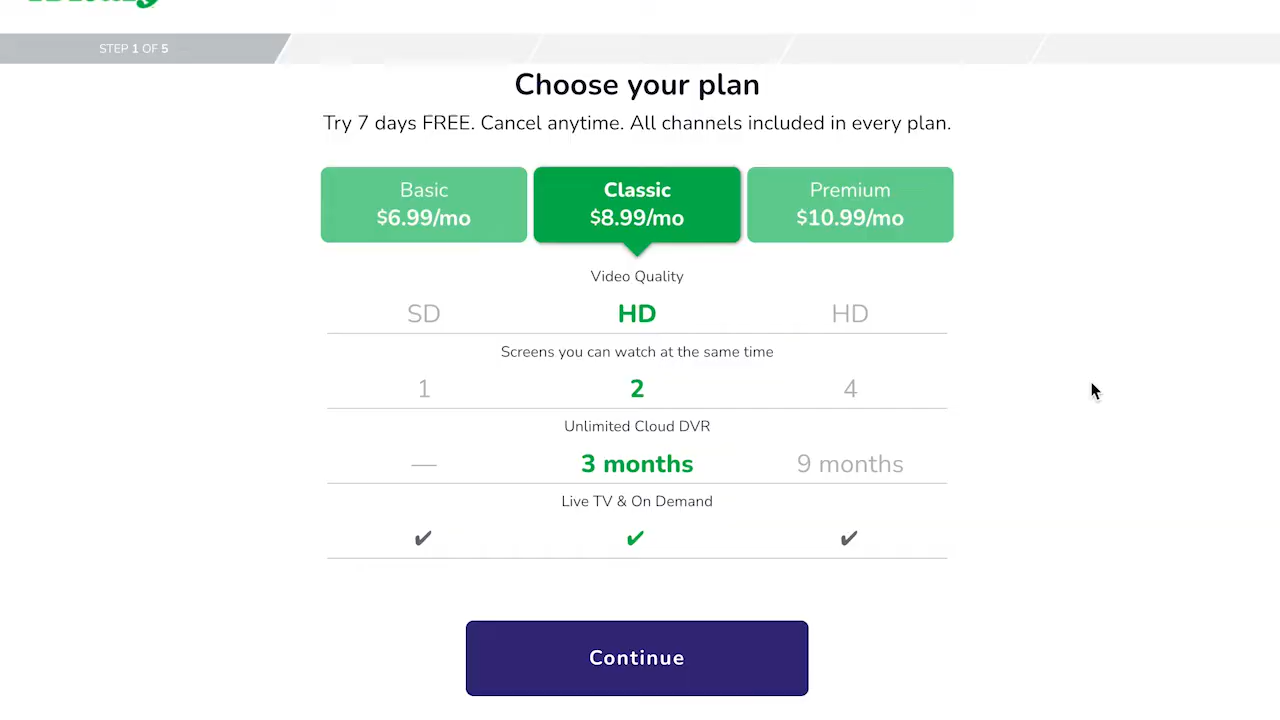 STEP 1 OF 5
Choose your plan
Try 7 days FREE. Cancel anytime. All channels included in every plan.
Basic
$6.99/mo
Classic
$8.99/mo
Premium
$10.99/mo
Video Quality
SD HD HD
Screens you can watch at the same time
1 2 4
Unlimited Cloud DVR
— 3 months 9 months
Live TV & On Demand
✔ ✔ ✔
Continue